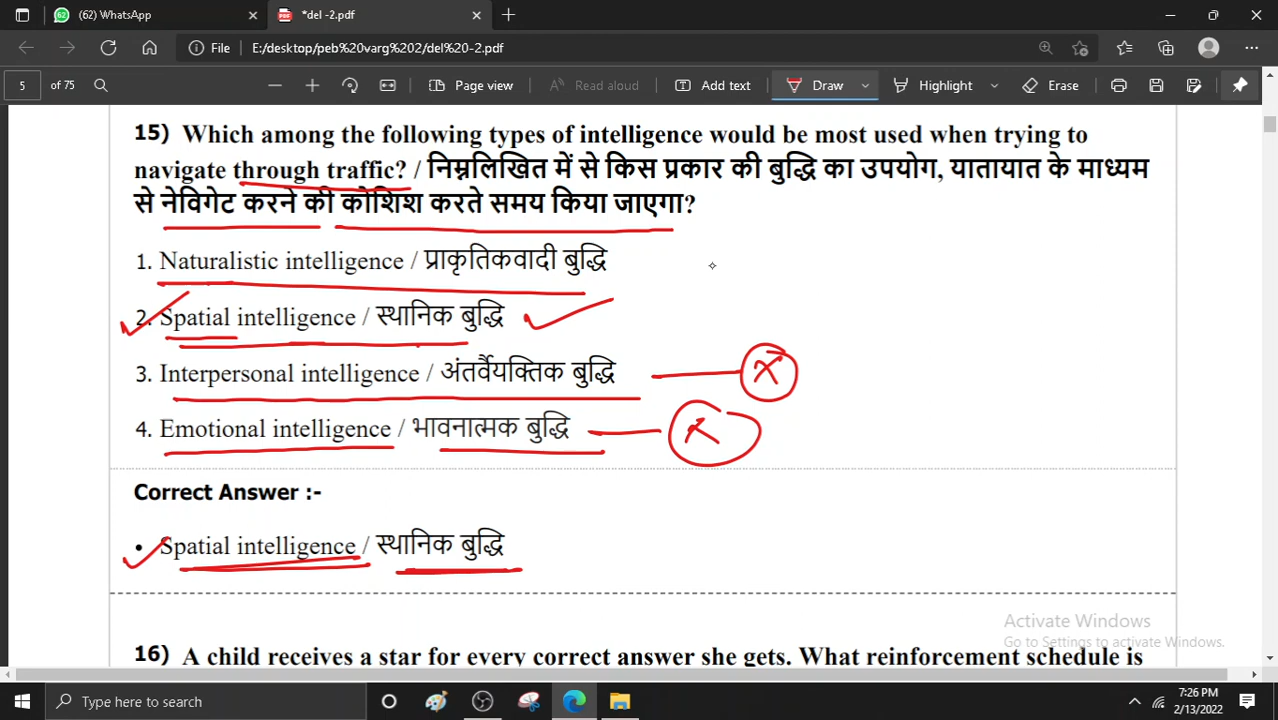 (62) WhatsApp
*del -2.pdf
File
E:/desktop/peb%20varg%202/del%20-2.pdf
5 of 75
Page view
Read aloud
Add text
Draw
Highlight
Erase
15) Which among the following types of intelligence would be most used when trying to
navigate through traffic? / निम्नलिखित में से किस प्रकार की बुद्धि का उपयोग, यातायात के माध्यम
से नेविगेट करने की कोशिश करते समय किया जाएगा?
1. Naturalistic intelligence / प्राकृतिकवादी बुद्धि
2. Spatial intelligence / स्थानिक बुद्धि
3. Interpersonal intelligence / अंतर्वैयक्तिक बुद्धि
4. Emotional intelligence / भावनात्मक बुद्धि
Correct Answer :-
• Spatial intelligence / स्थानिक बुद्धि
Activate Windows
Go to Settings to activate Windows.
16) A child receives a star for every correct answer she gets. What reinforcement schedule is
Type here to search
7:26 PM
2/13/2022